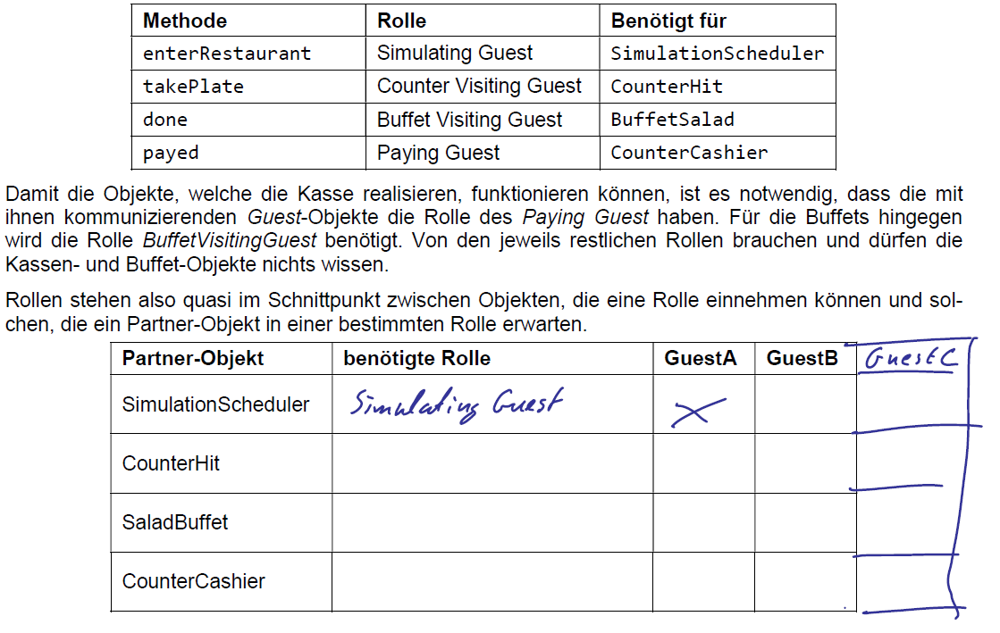 Methode Rolle Benötigt für
enterRestaurant Simulating Guest SimulationScheduler
takePlate Counter Visiting Guest CounterHit
done Buffet Visiting Guest BuffetSalad
payed Paying Guest CounterCashier
Damit die Objekte, welche die Kasse realisieren, funktionieren können, ist es notwendig, dass die mit
ihnen kommunizierenden Guest-Objekte die Rolle des Paying Guest haben. Für die Buffets hingegen
wird die Rolle BuffetVisitingGuest benötigt. Von den jeweils restlichen Rollen brauchen und dürfen die
Kassen- und Buffet-Objekte nichts wissen.
Rollen stehen also quasi im Schnittpunkt zwischen Objekten, die eine Rolle einnehmen können und sol-
chen, die ein Partner-Objekt in einer bestimmten Rolle erwarten.
Partner-Objekt benötigte Rolle GuestA GuestB GuestC
SimulationScheduler Simulating Guest X
CounterHit
SaladBuffet
CounterCashier